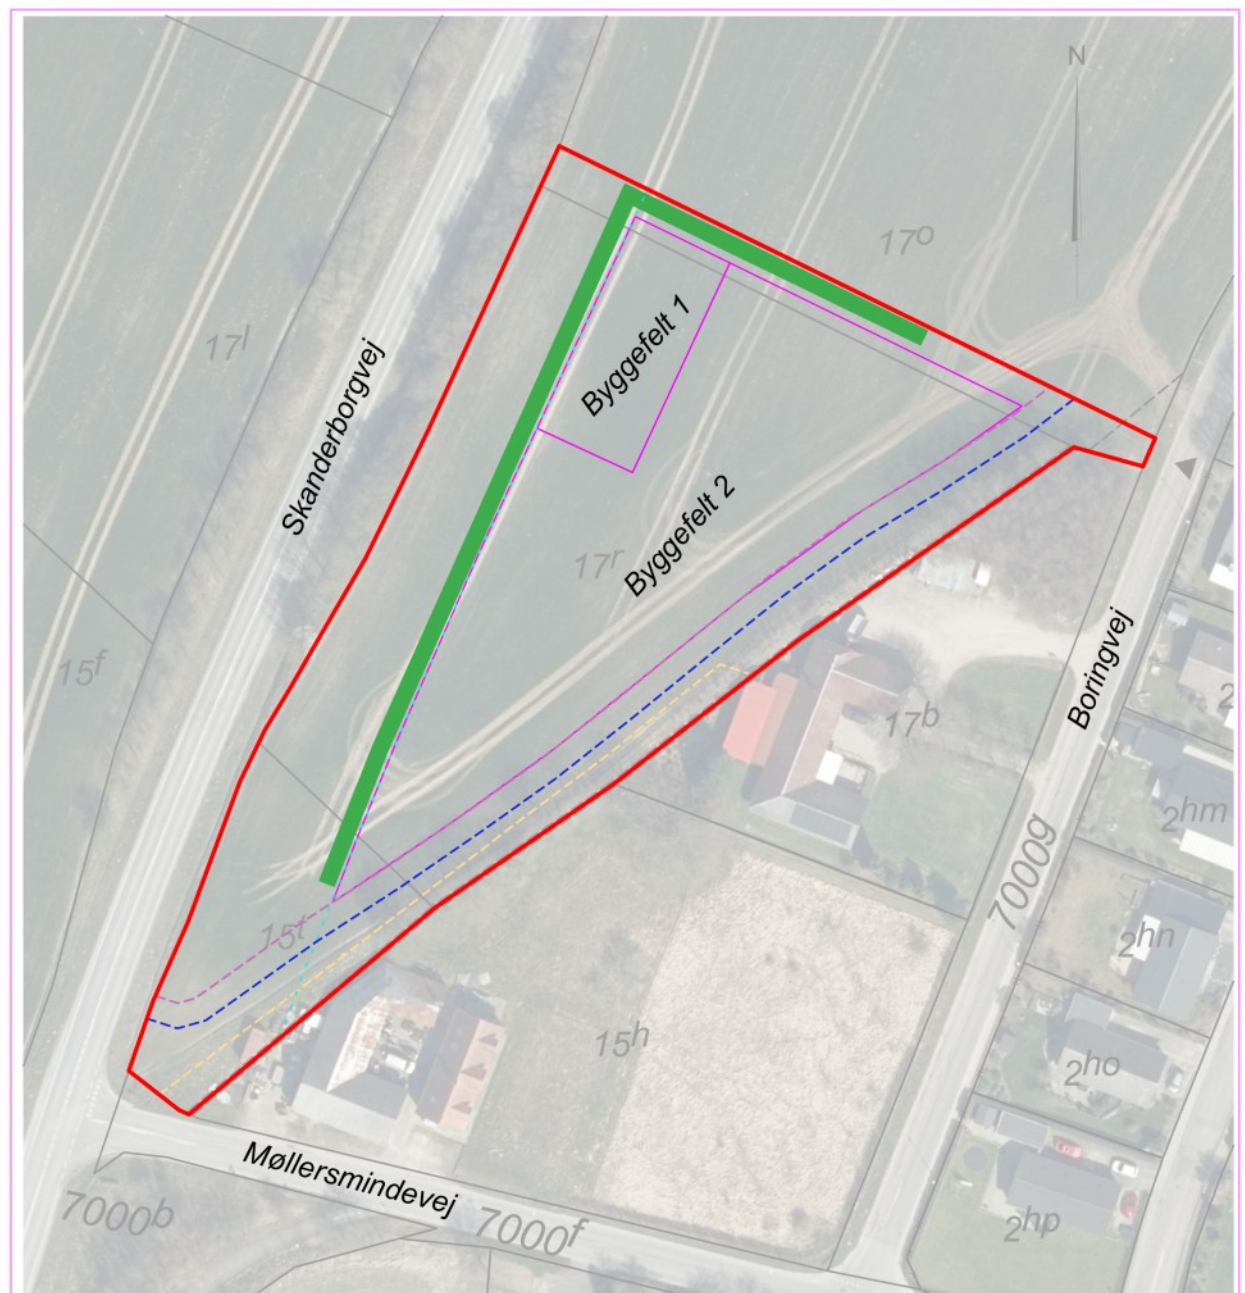 N
17o
17l
Byggefelt 1
Skanderborgvej
Byggefelt 2
17r
15f
Boringvej
2
17b
2hm
7000g
15t
2hn
15h
2ho
Møllersmindevej
7000b
7000f
2hp